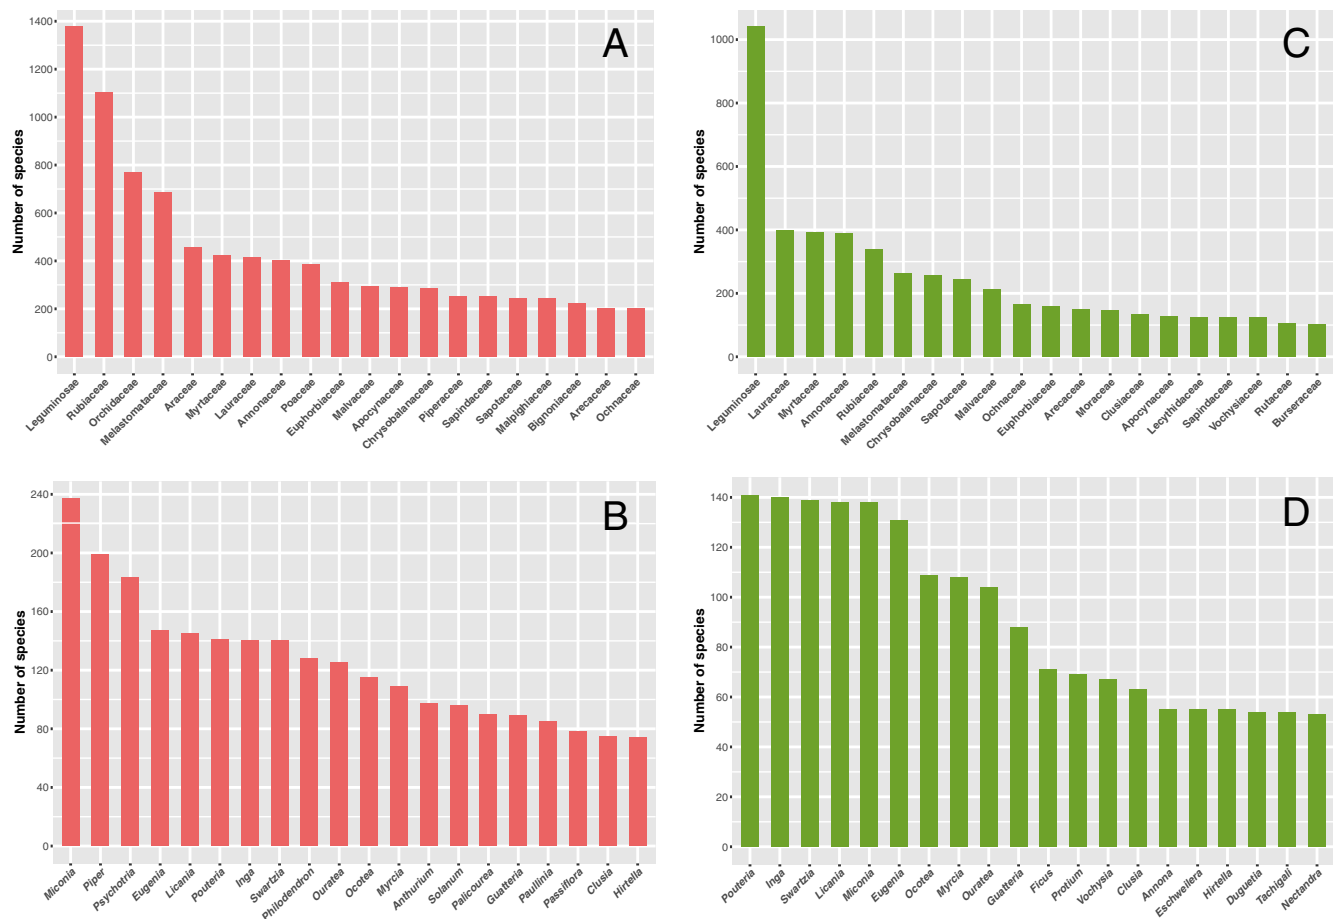 A
Number of species
1400
1200
1000
800
600
400
200
0
Leguminosae
Rubiaceae
Orchidaceae
Melastomataceae
Araceae
Myrtaceae
Lauraceae
Annonaceae
Poaceae
Euphorbiaceae
Malvaceae
Apocynaceae
Chrysobalanaceae
Piperaceae
Sapindaceae
Sapotaceae
Malpighiaceae
Bignoniaceae
Arecaceae
Ochnaceae
C
Number of species
1000
800
600
400
200
0
Leguminosae
Lauraceae
Myrtaceae
Annonaceae
Rubiaceae
Melastomataceae
Chrysobalanaceae
Sapotaceae
Malvaceae
Ochnaceae
Euphorbiaceae
Arecaceae
Moraceae
Clusiaceae
Apocynaceae
Lecythidaceae
Sapindaceae
Vochysiaceae
Rutaceae
Burseraceae
B
Number of species
240
200
160
120
80
40
0
Miconia
Piper
Psychotria
Eugenia
Licania
Pouteria
Inga
Swartzia
Philodendron
Ouratea
Ocotea
Myrcia
Anthurium
Solanum
Palicourea
Guatteria
Paullinia
Passiflora
Clusia
Hirtella
D
Number of species
140
120
100
80
60
40
20
0
Pouteria
Inga
Swartzia
Licania
Miconia
Eugenia
Ocotea
Myrcia
Ouratea
Guatteria
Ficus
Protium
Vochysia
Clusia
Annona
Eschweilera
Hirtella
Duguetia
Tachigali
Nectandra